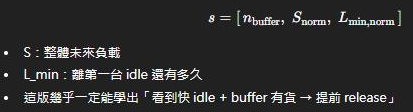 s = [ n_buffer, S_norm, L_min,norm ]
• S：整體未來負載
• L_min：離第一台 idle 還有多久
• 這版幾乎一定能學出「看到快 idle + buffer 有貨 → 提前 release」